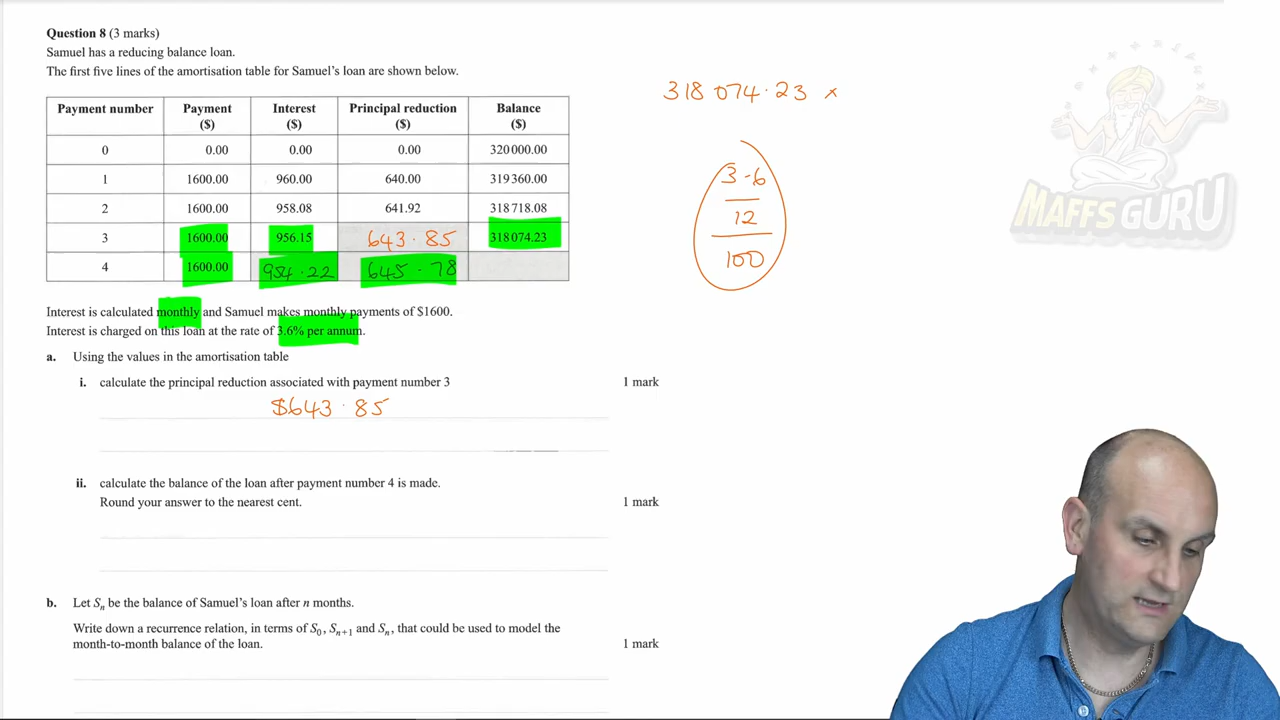 Question 8 (3 marks)
Samuel has a reducing balance loan.
The first five lines of the amortisation table for Samuel's loan are shown below.
Payment number Payment ($) Interest ($) Principal reduction ($) Balance ($)
0 0.00 0.00 0.00 320 000.00
1 1600.00 960.00 640.00 319 360.00
2 1600.00 958.08 641.92 318 718.08
3 1600.00 956.15 643.85 318 074.23
4 1600.00 954.22 645.78
Interest is calculated monthly and Samuel makes monthly payments of $1600.
Interest is charged on this loan at the rate of 3.6% per annum.
a. Using the values in the amortisation table
i. calculate the principal reduction associated with payment number 3 1 mark
$643.85
ii. calculate the balance of the loan after payment number 4 is made. 
Round your answer to the nearest cent. 1 mark
b. Let Sn be the balance of Samuel's loan after n months.
Write down a recurrence relation, in terms of S0, Sn+1 and Sn, that could be used to model the
month-to-month balance of the loan. 1 mark
318 074.23 ×
3.6
12
100
MAFFS GURU